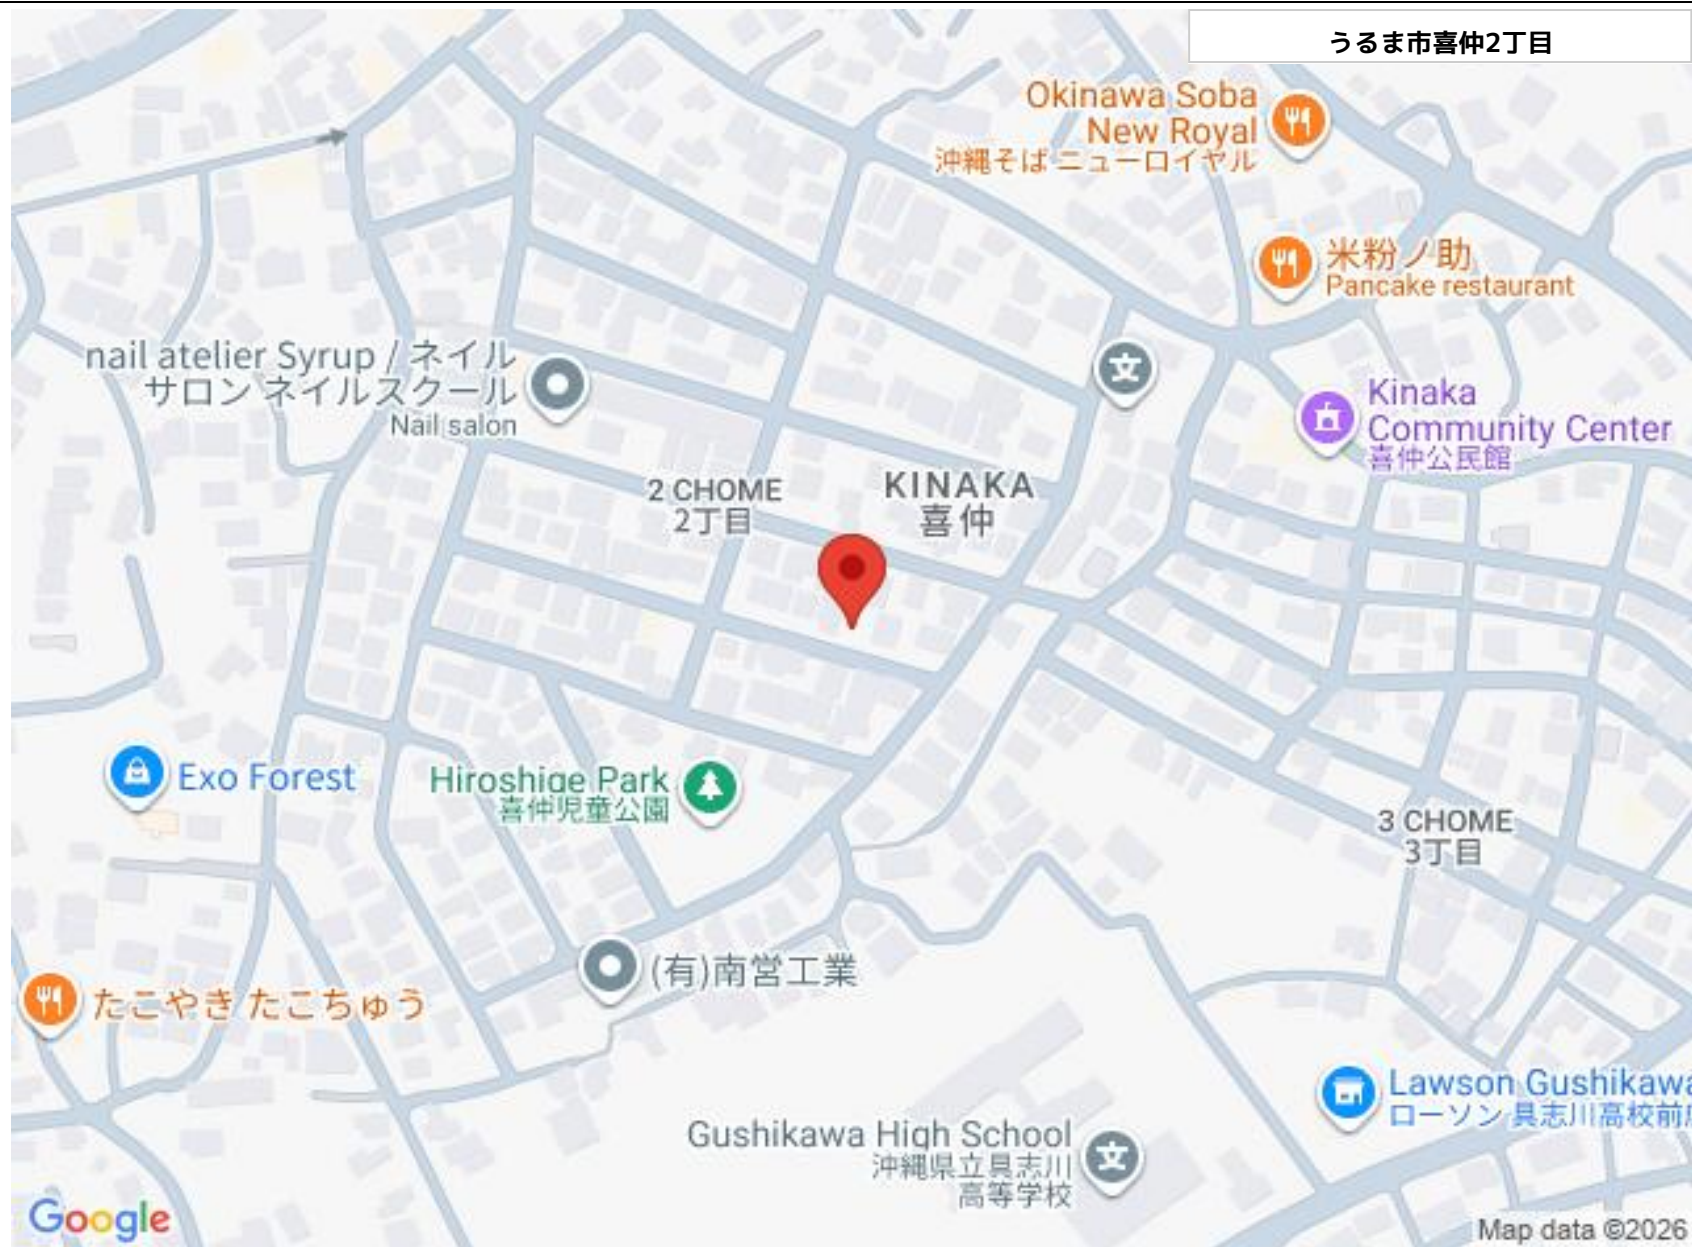 うるま市喜仲2丁目
Okinawa Soba
New Royal
沖縄そば ニューロイヤル
米粉ノ助
Pancake restaurant
nail atelier Syrup / ネイル
サロン ネイルスクール
Nail salon
文
Kinaka
Community Center
喜仲公民館
2 CHOME
2丁目
KINAKA
喜仲
Exo Forest
Hiroshige Park
喜仲児童公園
3 CHOME
3丁目
(有)南営工業
たこやき たこちゅう
Lawson Gushikawa
ローソン 具志川高校前
Gushikawa High School
沖縄県立具志川
高等学校
文
Google
Map data ©2026